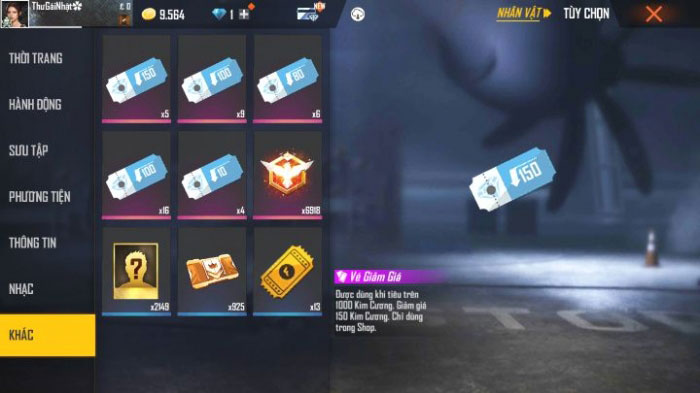 ThuGáiNhật
9.564
1 +
NHÂN VẬT
TÙY CHỌN
THỜI TRANG
HÀNH ĐỘNG
SƯU TẬP
PHƯƠNG TIỆN
THÔNG TIN
NHẠC
KHÁC
150
x5
100
x9
80
x6
100
x16
10
x4
x6918
?
x2149
x925
x13
150
Vé Giảm Giá
Được dùng khi tiêu trên
1000 Kim Cương, Giảm giá
150 Kim Cương. Chỉ dùng
trong Shop.